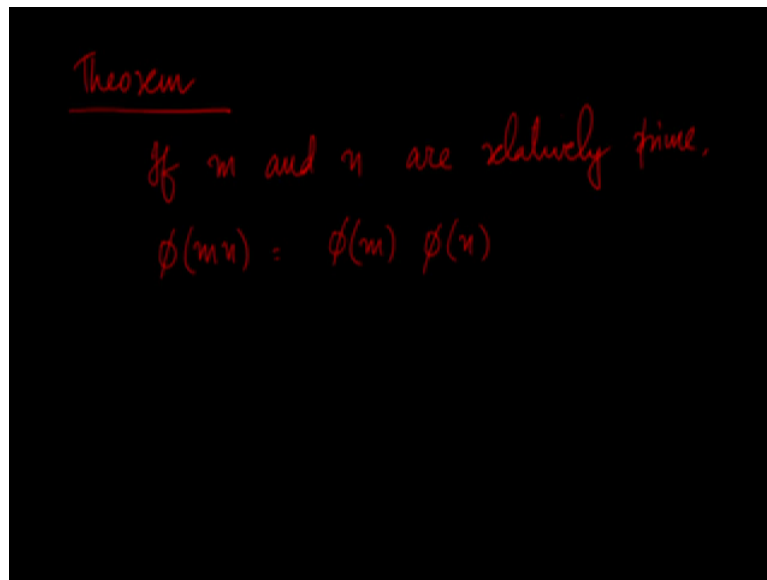 Theorem
If m and n are relatively prime.
ϕ(mn) = ϕ(m) ϕ(n)